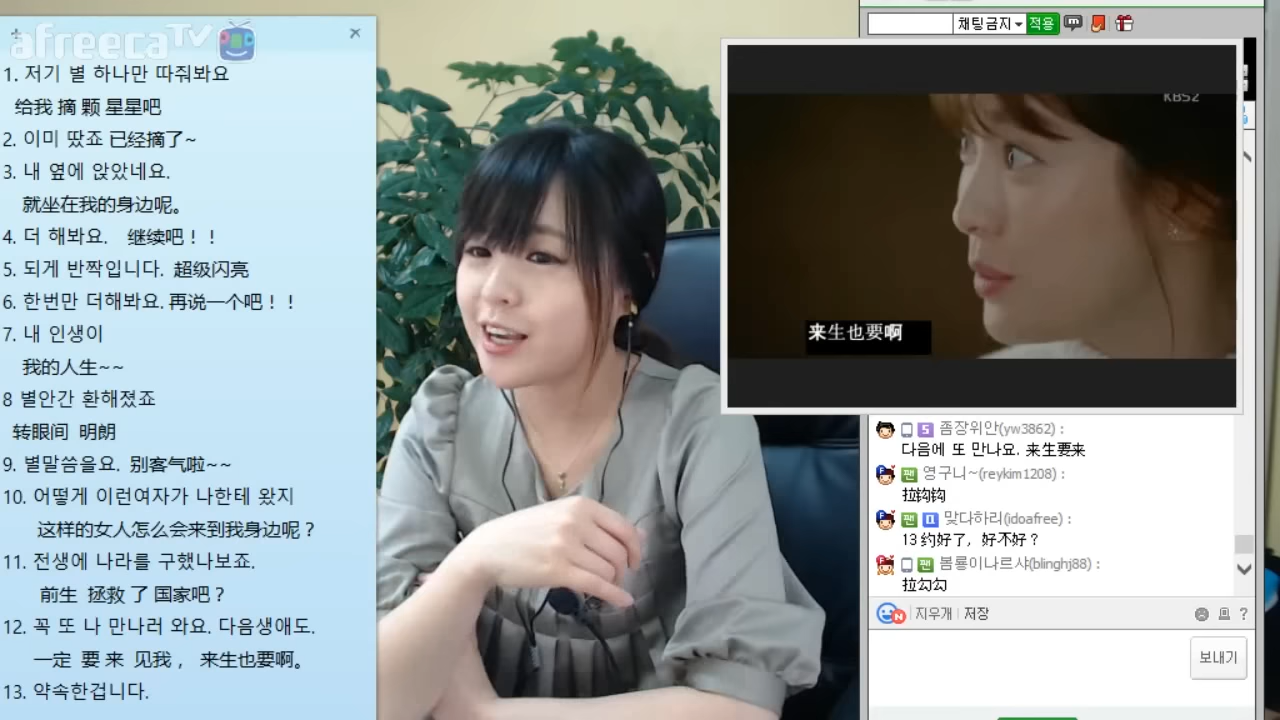 afreecaTV
1. 저기 별 하나만 따줘봐요
给我 摘 颗 星星吧
2. 이미 땄죠 已经摘了~
3. 내 옆에 앉았네요.
就坐在我的身边呢。
4. 더 해봐요. 继续吧！！
5. 되게 반짝입니다. 超级闪亮
6. 한번만 더해봐요. 再说一个吧！！
7. 내 인생이
我的人生~~
8 별안간 환해졌죠
转眼间 明朗
9. 별말씀을요. 别客气啦~~
10. 어떻게 이런여자가 나한테 왔지
这样的女人怎么会来到我身边呢？
11. 전생에 나라를 구했나보죠.
前生 拯救了国家吧？
12. 꼭 또 나 만나러 와요. 다음생애도.
一定 要 来 见我， 来生也要啊。
13. 약속한겁니다.
채팅금지 적용
KBS2
来生也要啊
5 좀장위안(yw3862) :
다음에 또 만나요. 来生要来
팬 영구니~(reykim1208) :
拉钩钩
팬 맞다하리(idoafree) :
13 约好了，好不好？
팬 봄룡이나르샤(blinghj88) :
拉勾勾
N 지우개 저장 ?
보내기